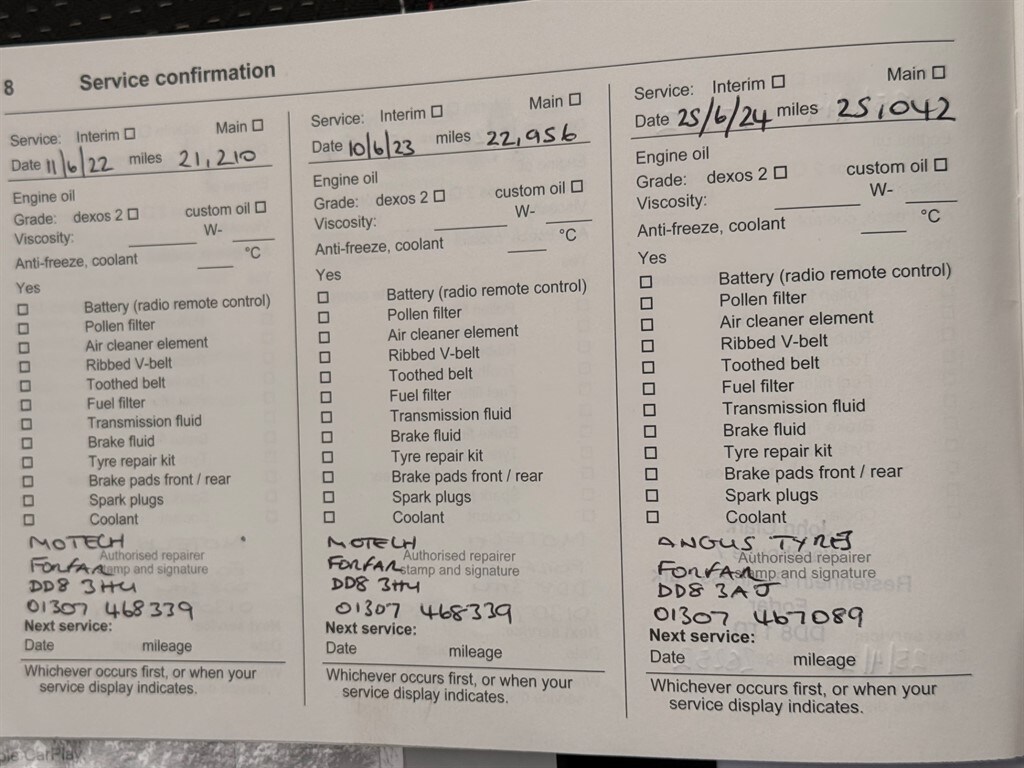 8 Service confirmation
Service: Interim ☐ Main ☐
Date 11/6/22 miles 21,210
Engine oil
Grade: dexos 2 ☐ custom oil ☐
Viscosity: W-
Anti-freeze, coolant °C
Yes
☐ Battery (radio remote control)
☐ Pollen filter
☐ Air cleaner element
☐ Ribbed V-belt
☐ Toothed belt
☐ Fuel filter
☐ Transmission fluid
☐ Brake fluid
☐ Tyre repair kit
☐ Brake pads front / rear
☐ Spark plugs
☐ Coolant
MOTECH
Authorised repairer
FORFAR
stamp and signature
DD8 3HU
01307 468339
Next service:
Date mileage
Whichever occurs first, or when your
service display indicates.
Service: Interim ☐ Main ☐
Date 10/6/23 miles 22,956
Engine oil
Grade: dexos 2 ☐ custom oil ☐
Viscosity: W-
Anti-freeze, coolant °C
Yes
☐ Battery (radio remote control)
☐ Pollen filter
☐ Air cleaner element
☐ Ribbed V-belt
☐ Toothed belt
☐ Fuel filter
☐ Transmission fluid
☐ Brake fluid
☐ Tyre repair kit
☐ Brake pads front / rear
☐ Spark plugs
☐ Coolant
MOTECH
Authorised repairer
FORFAR
stamp and signature
DD8 3HU
01307 468339
Next service:
Date mileage
Whichever occurs first, or when your
service display indicates.
Service: Interim ☐ Main ☐
Date 25/6/24 miles 25,042
Engine oil
Grade: dexos 2 ☐ custom oil ☐
Viscosity: W-
Anti-freeze, coolant °C
Yes
☐ Battery (radio remote control)
☐ Pollen filter
☐ Air cleaner element
☐ Ribbed V-belt
☐ Toothed belt
☐ Fuel filter
☐ Transmission fluid
☐ Brake fluid
☐ Tyre repair kit
☐ Brake pads front / rear
☐ Spark plugs
☐ Coolant
ANGUS TYRES
Authorised repairer
FORFAR
stamp and signature
DD8 3AJ
01307 467089
Next service:
Date mileage
Whichever occurs first, or when your
service display indicates.
CarPlay